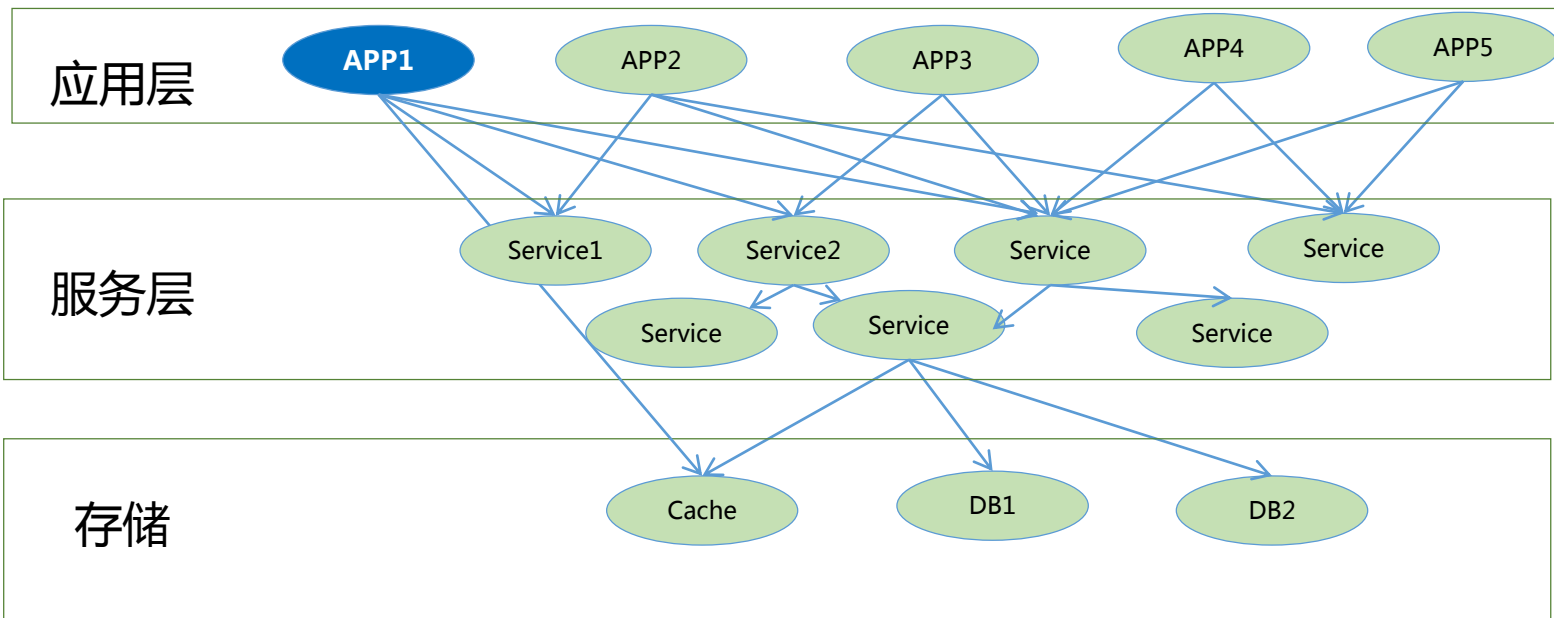 应用层
APP1
APP2
APP3
APP4
APP5
服务层
Service1
Service2
Service
Service
Service
Service
Service
存储
Cache
DB1
DB2